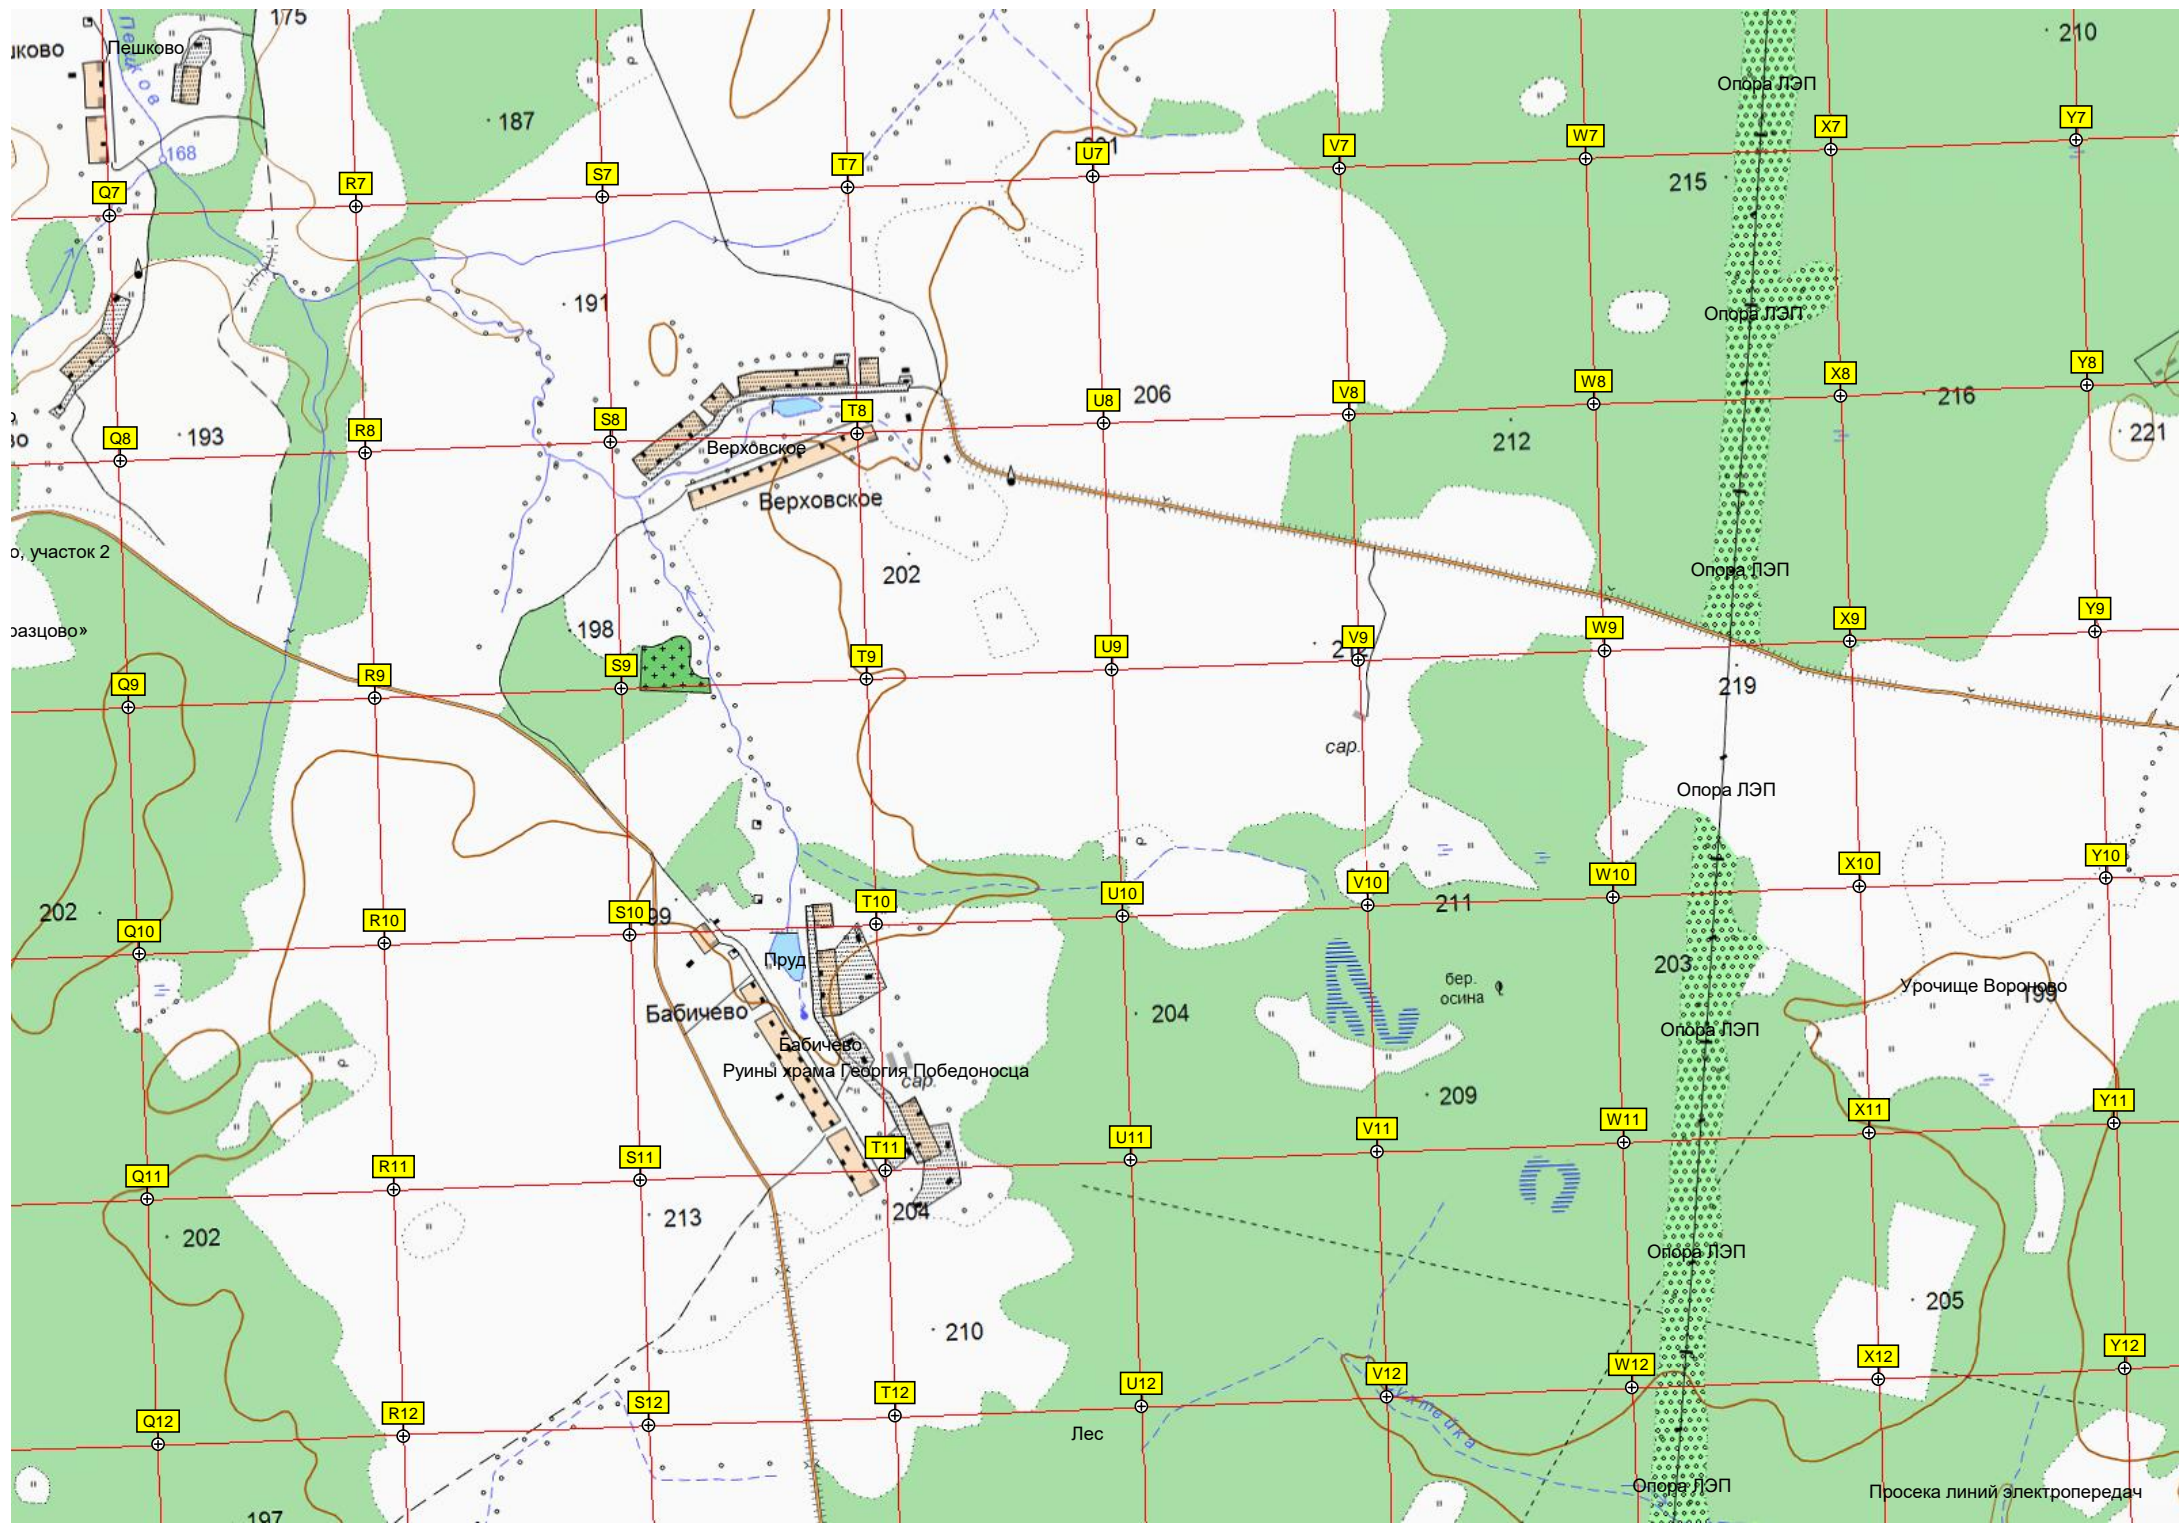 175
210
Пешково
Пешков
Опора ЛЭП
187
168
215
Q7
R7
S7
T7
U7
V7
W7
X7
Y7
191
Опора ЛЭП
206
216
193
212
221
Q8
R8
S8
T8
U8
V8
W8
X8
Y8
Верховское
Верховское
о, участок 2
202
Опора ЛЭП
разцово»
198
219
Q9
R9
S9
T9
U9
V9
W9
X9
Y9
сар.
Опора ЛЭП
202
211
Q10
R10
S10
T10
U10
V10
W10
X10
Y10
Пруд
203
бер.
осина
Урочище Вороново
199
Бабичево
204
Опора ЛЭП
Бабичево
Руины храма Георгия Победоносца
сар.
209
Q11
R11
S11
T11
U11
V11
W11
X11
Y11
202
213
204
Опора ЛЭП
205
210
Q12
R12
S12
T12
U12
V12
W12
X12
Y12
Лес
Опора ЛЭП
Просека линий электропередач
197